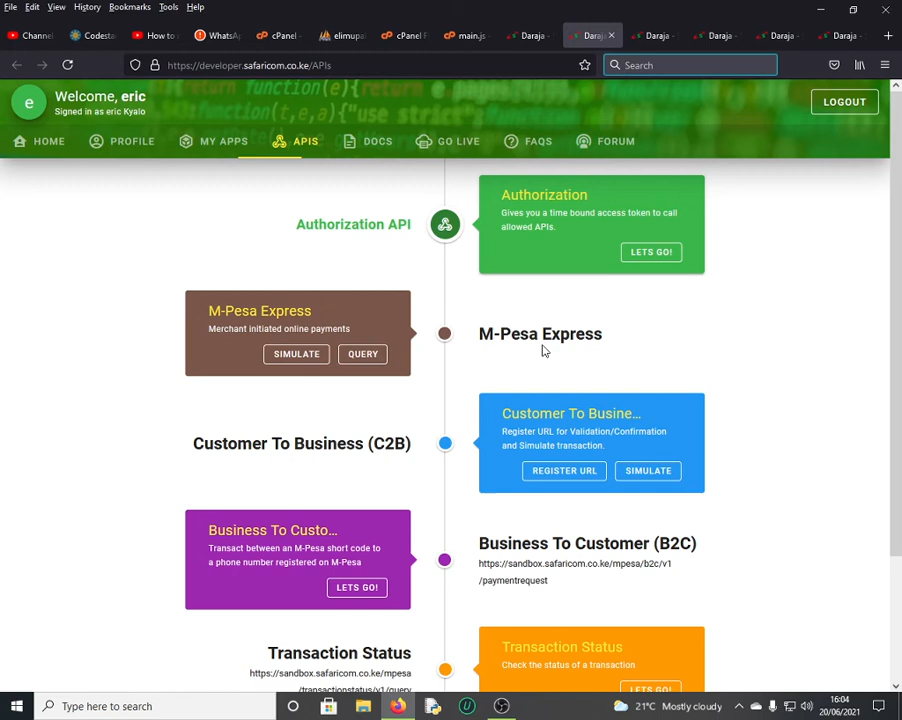 File Edit View History Bookmarks Tools Help
Channel
Codesta
How to
WhatsA
cPanel -
elimupa
cPanel F
main.js -
Daraja -
Daraja
Daraja -
Daraja -
Daraja -
Daraja -
https://developer.safaricom.co.ke/APIs
Search
e
Welcome, eric
Signed in as eric Kyalo
LOGOUT
HOME PROFILE MY APPS APIS DOCS GO LIVE FAQS FORUM
Authorization API
Authorization
Gives you a time bound access token to call
allowed APIs.
LETS GO!
M-Pesa Express
Merchant initiated online payments
SIMULATE QUERY
M-Pesa Express
Customer To Business (C2B)
Customer To Busine...
Register URL for Validation/Confirmation
and Simulate transaction.
REGISTER URL SIMULATE
Business To Custo...
Transact between an M-Pesa short code to
a phone number registered on M-Pesa
LETS GO!
Business To Customer (B2C)
https://sandbox.safaricom.co.ke/mpesa/b2c/v1
/paymentrequest
Transaction Status
https://sandbox.safaricom.co.ke/mpesa
/transactionstatus/v1/query
Transaction Status
Check the status of a transaction
LETS GO!
Type here to search
21°C Mostly cloudy
16:04
20/06/2021